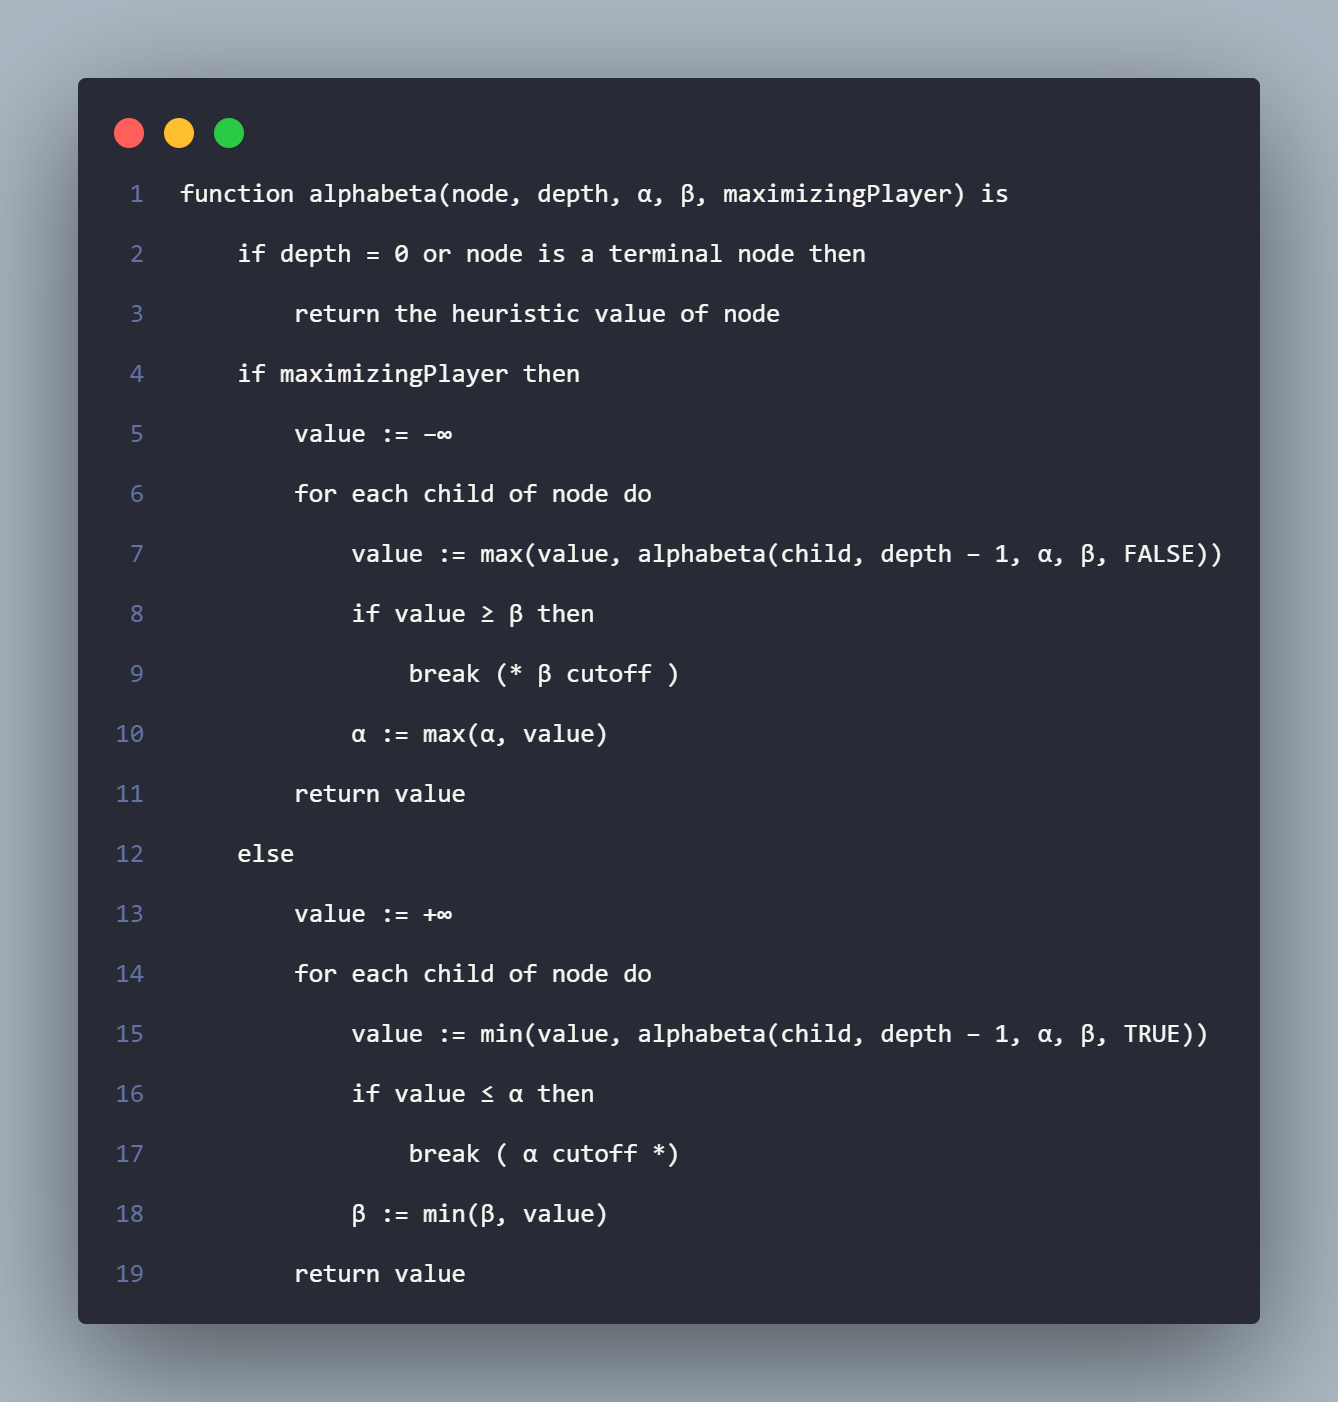 1 function alphabeta(node, depth, α, β, maximizingPlayer) is
2     if depth = 0 or node is a terminal node then
3         return the heuristic value of node
4     if maximizingPlayer then
5         value := −∞
6         for each child of node do
7             value := max(value, alphabeta(child, depth − 1, α, β, FALSE))
8             if value ≥ β then
9                 break (* β cutoff )
10             α := max(α, value)
11         return value
12     else
13         value := +∞
14         for each child of node do
15             value := min(value, alphabeta(child, depth − 1, α, β, TRUE))
16             if value ≤ α then
17                 break ( α cutoff *)
18             β := min(β, value)
19         return value